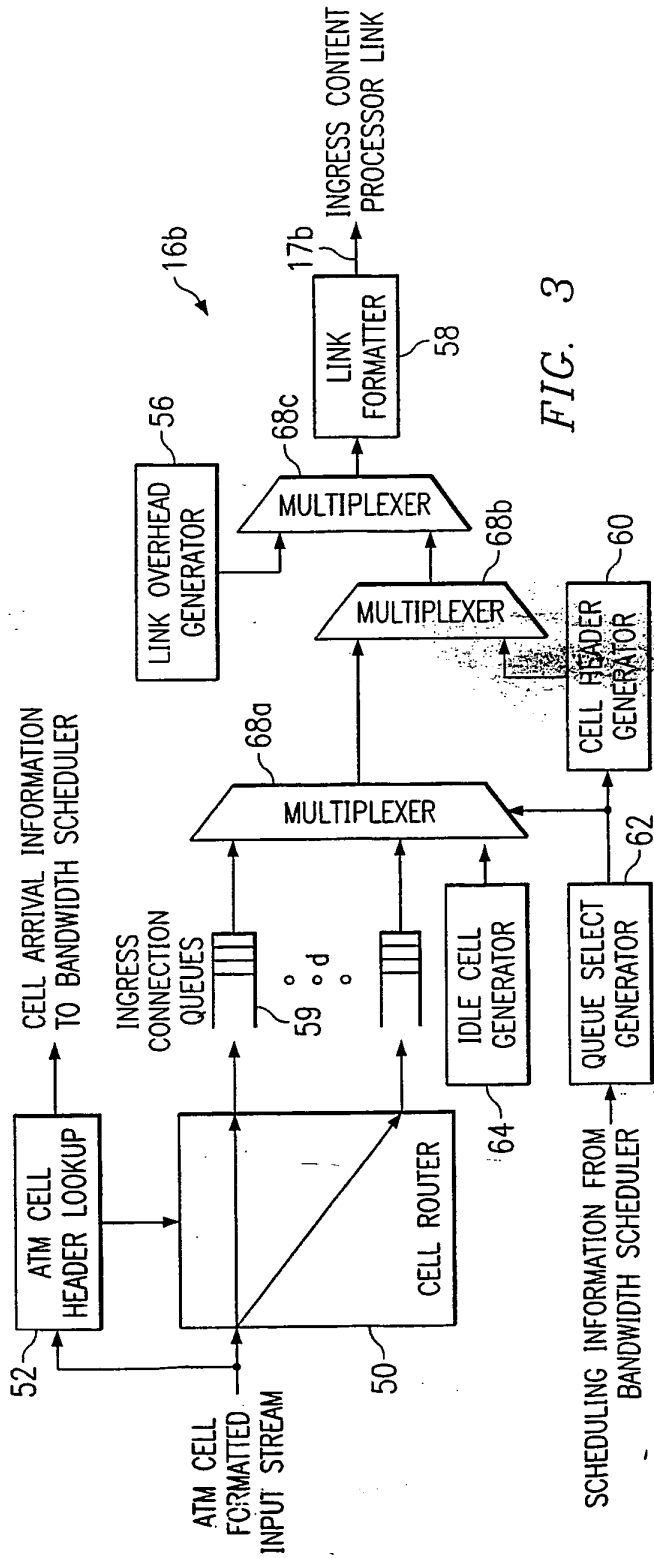 CELL ARRIVAL INFORMATION
TO BANDWIDTH SCHEDULER
52
ATM CELL
HEADER LOOKUP
ATM CELL
FORMATTED
INPUT STREAM
CELL ROUTER
50
INGRESS
CONNECTION
QUEUES
59
d
IDLE CELL
GENERATOR
64
SCHEDULING INFORMATION FROM
BANDWIDTH SCHEDULER
QUEUE SELECT
GENERATOR
62
68a
MULTIPLEXER
LINK OVERHEAD
GENERATOR
56
MULTIPLEXER
68b
CELL HEADER
GENERATOR
60
68c
MULTIPLEXER
16b
LINK
FORMATTER
58
17b
INGRESS CONTENT
PROCESSOR LINK
FIG. 3